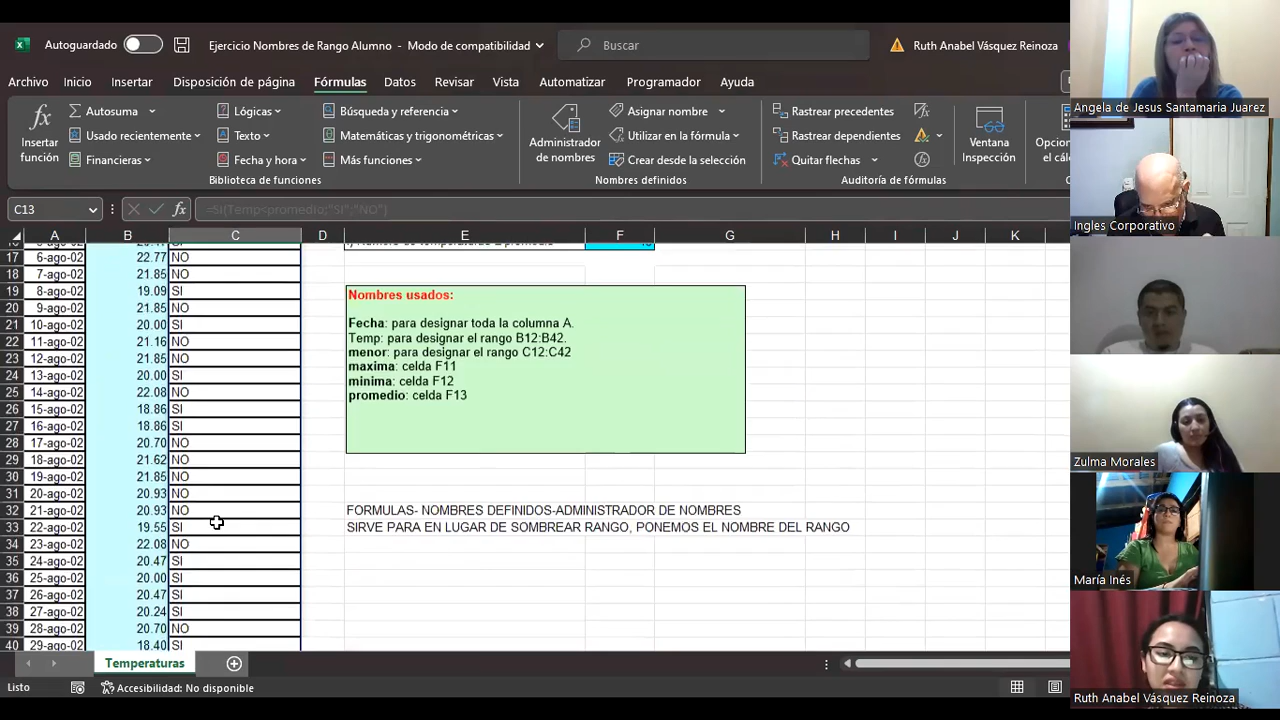 Autoguardado
Ejercicio Nombres de Rango Alumno - Modo de compatibilidad
Buscar
Ruth Anabel Vásquez Reinoza
Archivo Inicio Insertar Disposición de página Fórmulas Datos Revisar Vista Automatizar Programador Ayuda
Insertar función
Autosuma
Usado recientemente
Financieras
Lógicas
Texto
Fecha y hora
Búsqueda y referencia
Matemáticas y trigonométricas
Más funciones
Biblioteca de funciones
Administrador de nombres
Asignar nombre
Utilizar en la fórmula
Crear desde la selección
Nombres definidos
Rastrear precedentes
Rastrear dependientes
Quitar flechas
Auditoría de fórmulas
Ventana Inspección
C13
=Si(Temp<promedio;"SI";"NO")
A B C D E F G H I J K
17 6-ago-02 22.77 NO
18 7-ago-02 21.85 NO
19 8-ago-02 19.09 SI
20 9-ago-02 21.85 NO
21 10-ago-02 20.00 SI
22 11-ago-02 21.16 NO
23 12-ago-02 21.85 NO
24 13-ago-02 20.00 SI
25 14-ago-02 22.08 NO
26 15-ago-02 18.86 SI
27 16-ago-02 18.86 SI
28 17-ago-02 20.70 NO
29 18-ago-02 21.62 NO
30 19-ago-02 21.85 NO
31 20-ago-02 20.93 NO
32 21-ago-02 20.93 NO
33 22-ago-02 19.55 SI
34 23-ago-02 22.08 NO
35 24-ago-02 20.47 SI
36 25-ago-02 20.00 SI
37 26-ago-02 20.47 SI
38 27-ago-02 20.24 SI
39 28-ago-02 20.70 NO
40 29-ago-02 18.40 SI
Nombres usados:
Fecha: para designar toda la columna A.
Temp: para designar el rango B12:B42.
menor: para designar el rango C12:C42
maxima: celda F11
minima: celda F12
promedio: celda F13
FORMULAS- NOMBRES DEFINIDOS-ADMINISTRADOR DE NOMBRES
SIRVE PARA EN LUGAR DE SOMBREAR RANGO, PONEMOS EL NOMBRE DEL RANGO
Temperaturas
Listo
Accesibilidad: No disponible
Angela de Jesus Santamaría Juarez
Ingles Corporativo
Zulma Morales
María Inés
Ruth Anabel Vásquez Reinoza